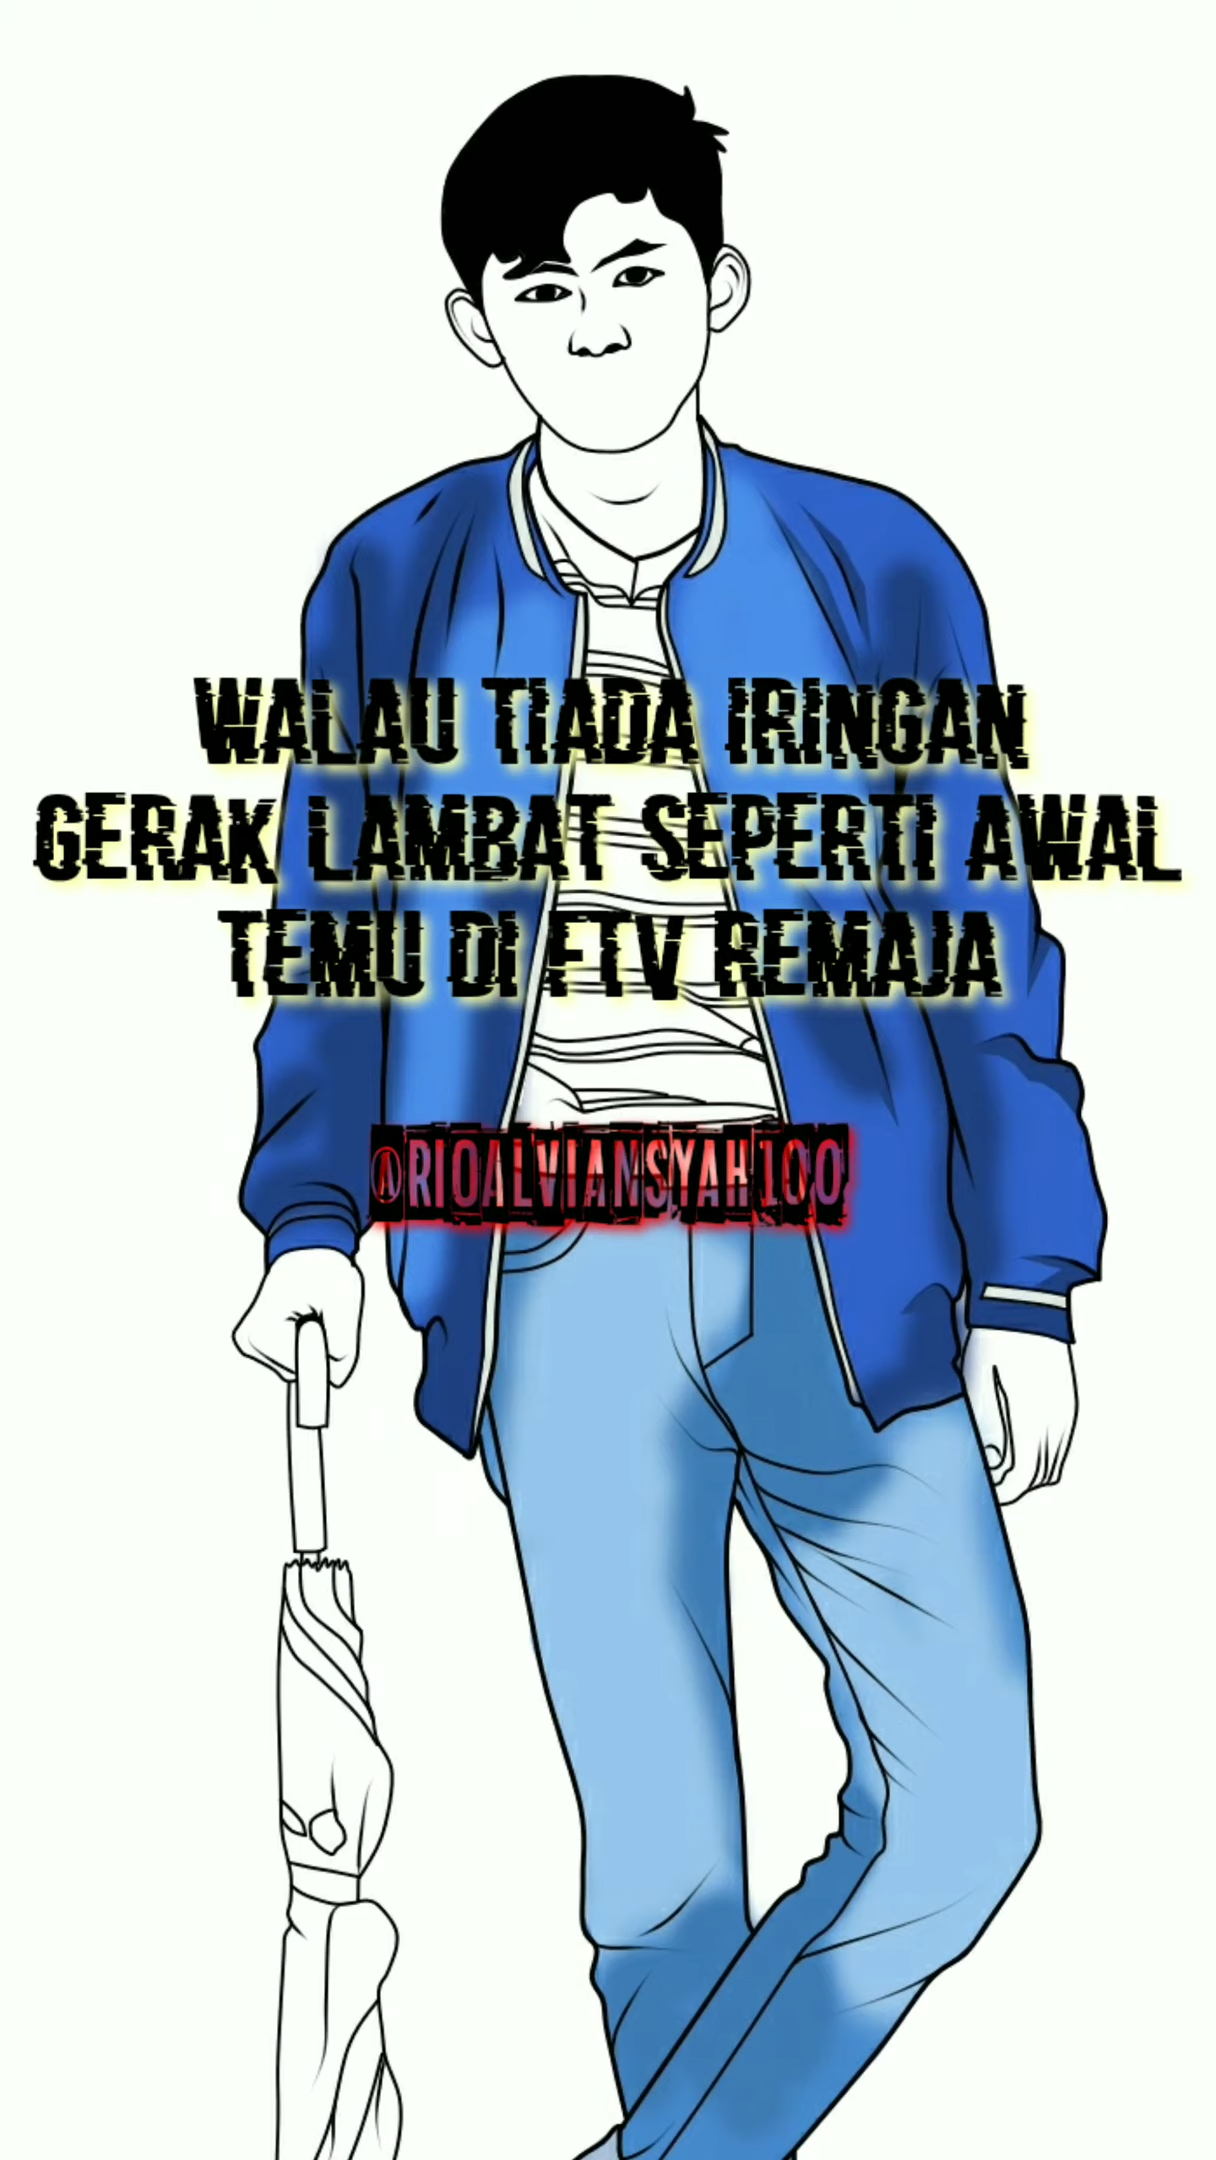 WALAU TIADA IRINGAN
GERAK LAMBAT SEPERTI AWAL
TEMU DI FTV REMAJA
@RIOALVIANSYAH100